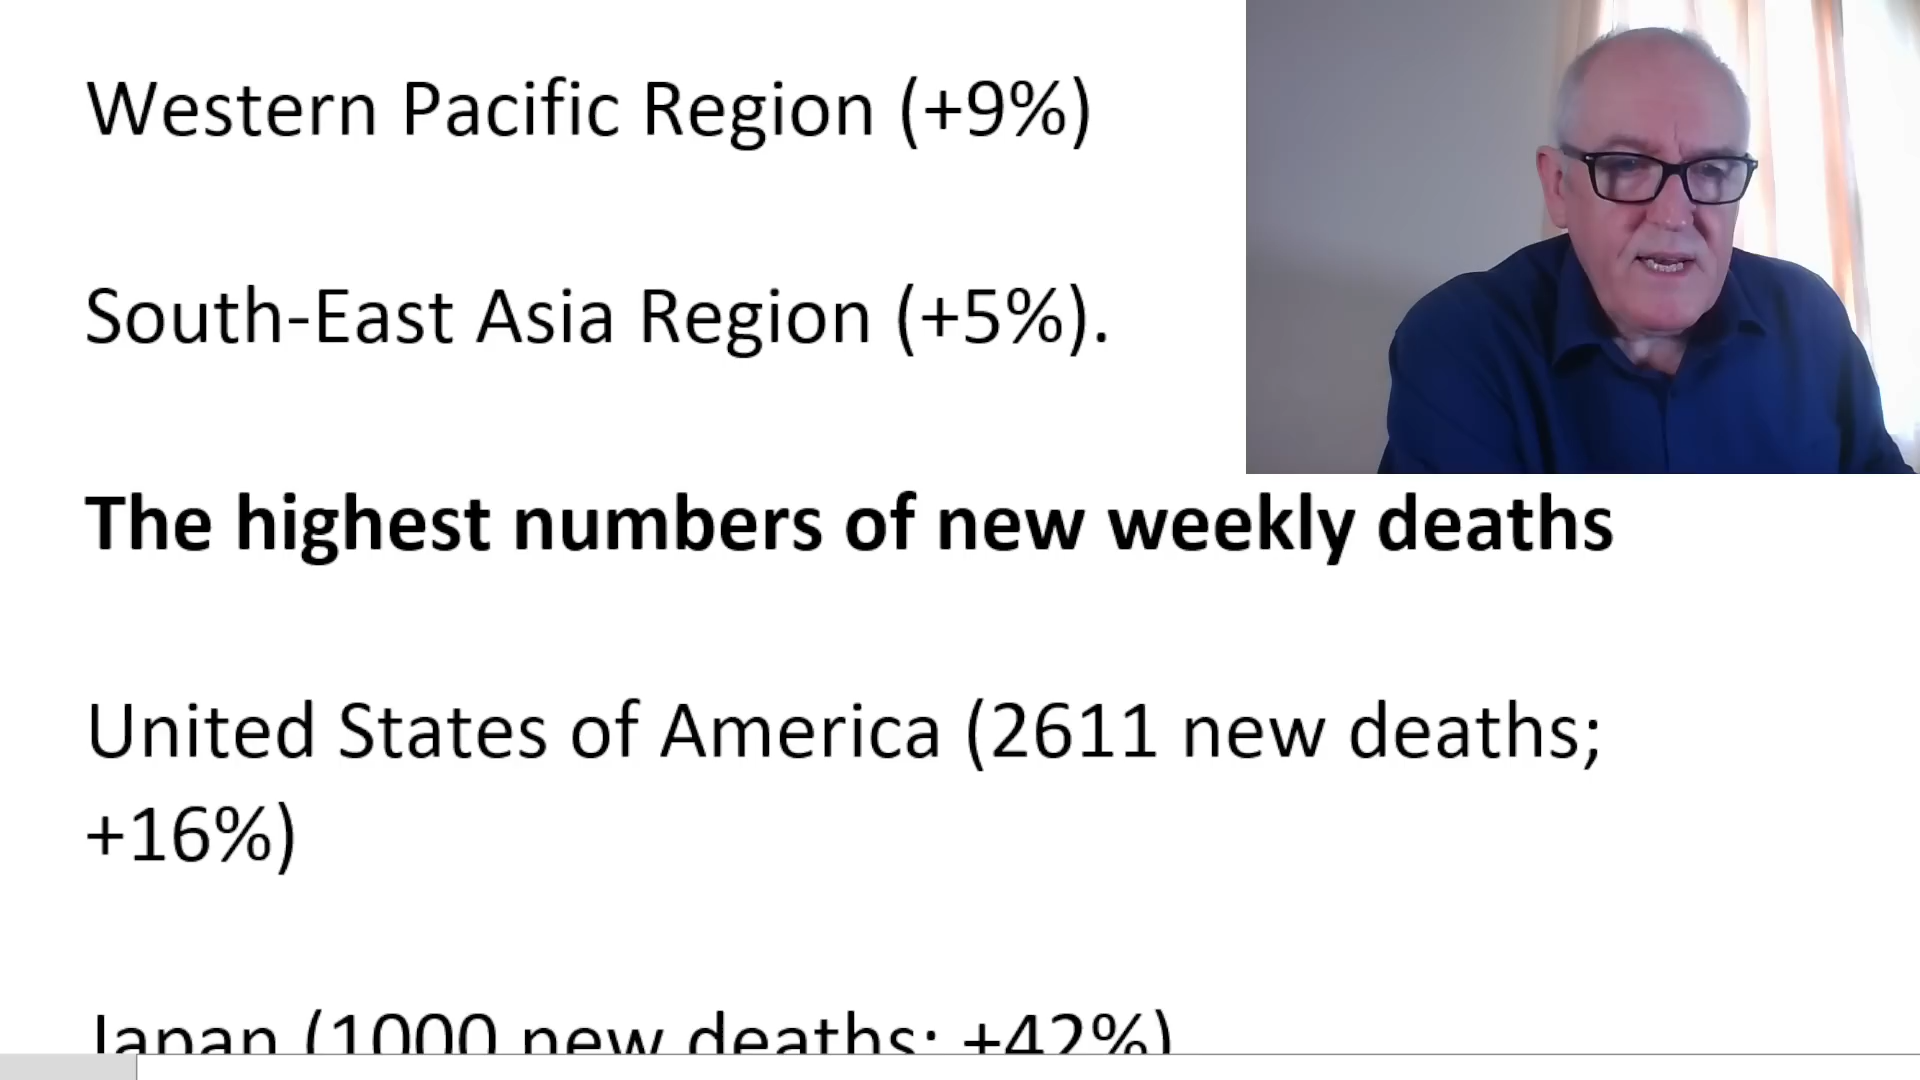 Western Pacific Region (+9%)
South-East Asia Region (+5%).
The highest numbers of new weekly deaths
United States of America (2611 new deaths;
+16%)
Japan (1000 new deaths; +42%)